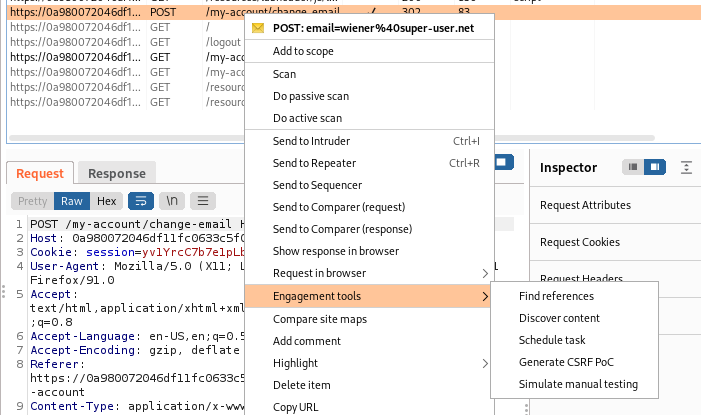 https://0a980072046df1... POST /my-account/change_email ✓ 302 83
https://0a980072046df1... GET /
https://0a980072046df1... GET /logout
https://0a980072046df1... GET /my-ac
https://0a980072046df1... GET /my-ac
https://0a980072046df1... GET /resour
https://0a980072046df1... GET /resour
POST: email=wiener%40super-user.net
Add to scope
Scan
Do passive scan
Do active scan
Send to Intruder Ctrl+I
Send to Repeater Ctrl+R
Send to Sequencer
Send to Comparer (request)
Send to Comparer (response)
Show response in browser
Request in browser
Engagement tools
Compare site maps
Add comment
Highlight
Delete item
Copy URL
Find references
Discover content
Schedule task
Generate CSRF PoC
Simulate manual testing
Request Response
Pretty Raw Hex \n
1 POST /my-account/change-email H
2 Host: 0a980072046df11fc0633c5f0
3 Cookie: session=yv1YrcC7b7e1pLb
4 User-Agent: Mozilla/5.0 (X11; L
Firefox/91.0
5 Accept:
text/html,application/xhtml+xml
;q=0.8
6 Accept-Language: en-US,en;q=0.5
7 Accept-Encoding: gzip, deflate
8 Referer:
https://0a980072046df11fc0633c5
-account
9 Content-Type: application/x-www
Inspector
Request Attributes
Request Cookies
Request Headers